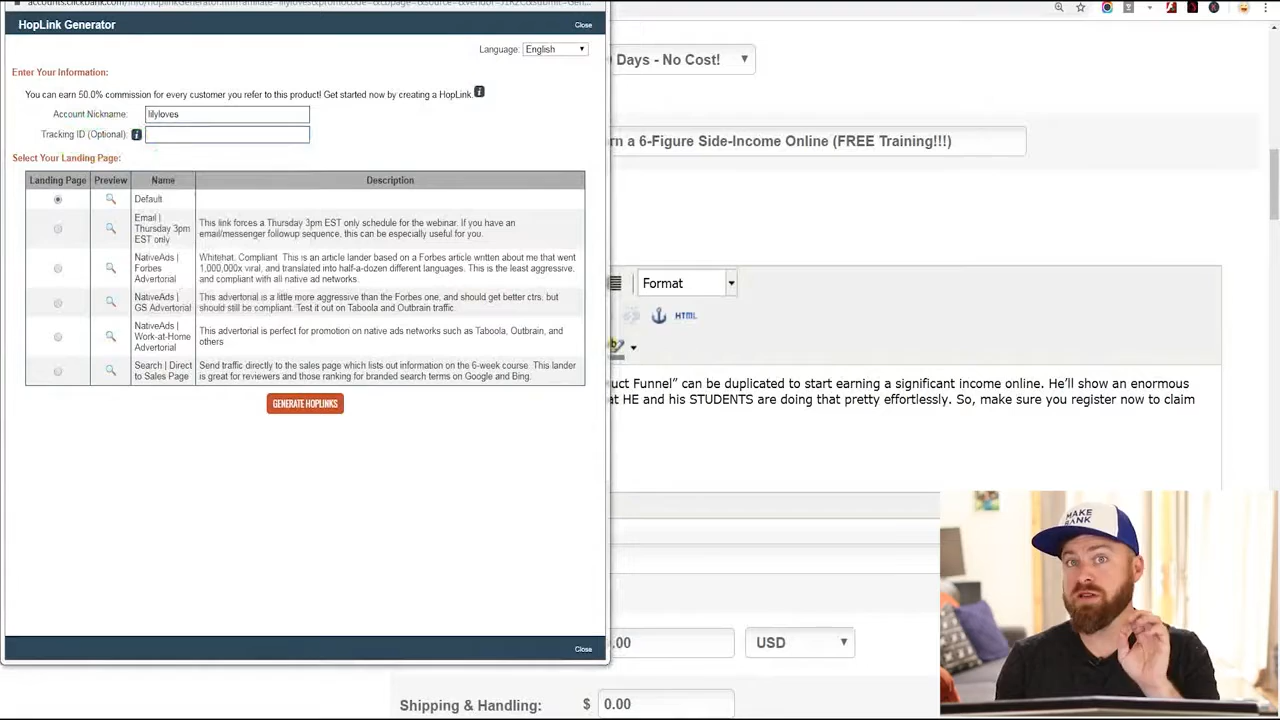 HopLink Generator
Close
Language: English
Enter Your Information:
You can earn 50.0% commission for every customer you refer to this product! Get started now by creating a HopLink.
Account Nickname: lilyloves
Tracking ID (Optional)
Select Your Landing Page:
Landing Page Preview Name Description
Default
Email |
Thursday 3pm
EST only
This link forces a Thursday 3pm EST only schedule for the webinar. If you have an
email/messenger followup sequence, this can be especially useful for you.
NativeAds |
Forbes
Advertorial
Whitehat. Compliant. This is an article lander based on a Forbes article written about me that went
1,000,000x viral, and translated into half-a-dozen different languages. This is the least aggressive,
and compliant with all native ad networks.
NativeAds |
GS Advertorial
This advertorial is a little more aggressive than the Forbes one, and should get better ctrs, but
should still be compliant. Test it out on Taboola and Outbrain traffic.
NativeAds |
Work-at-Home
Advertorial
This advertorial is perfect for promotion on native ads networks such as Taboola, Outbrain, and
others
Search | Direct
to Sales Page
Send traffic directly to the sales page which lists out information on the 6-week course. This lander
is great for reviewers and those ranking for branded search terms on Google and Bing.
GENERATE HOPLINKS
Close
Days - No Cost!
rn a 6-Figure Side-Income Online (FREE Training!!!)
Format
HTML
uct Funnel” can be duplicated to start earning a significant income online. He’ll show an enormous
at HE and his STUDENTS are doing that pretty effortlessly. So, make sure you register now to claim
.00 USD
Shipping & Handling: $ 0.00
MAKE
BANK